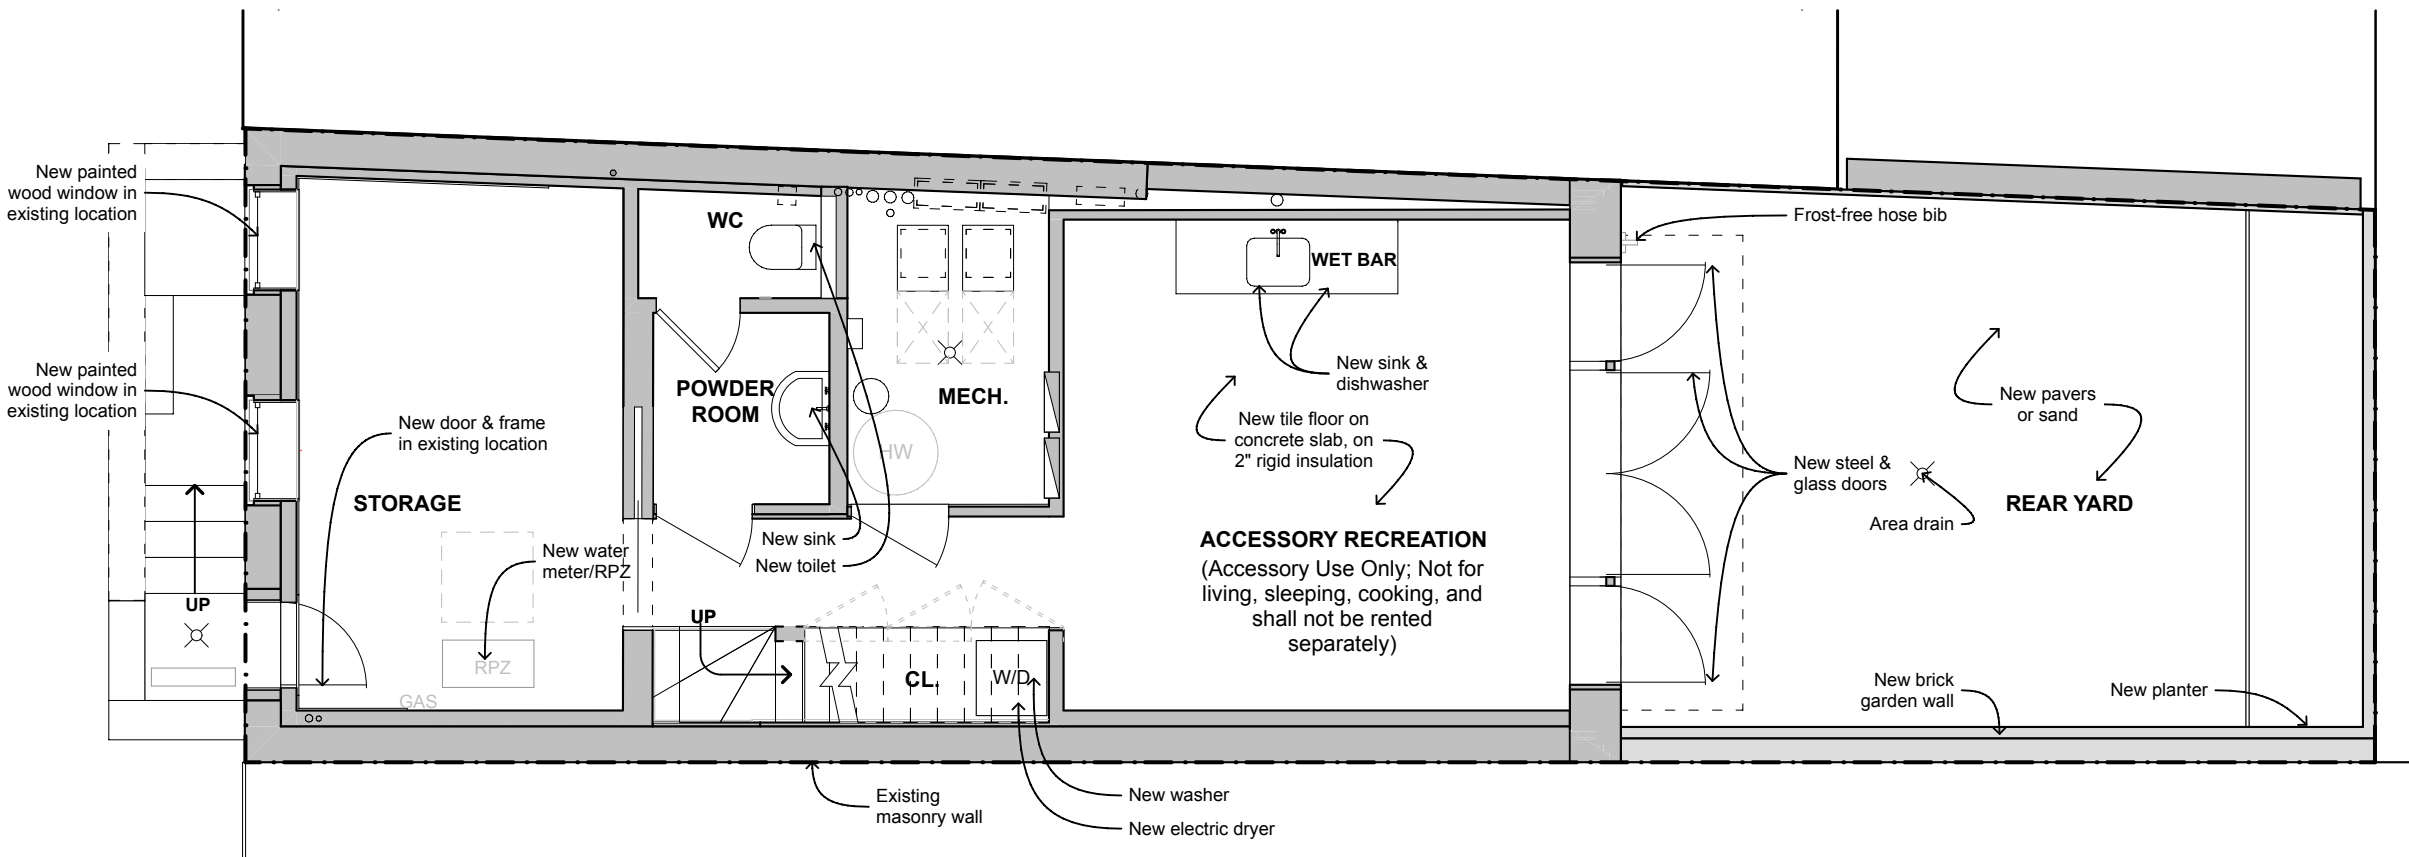 New painted
wood window in
existing location
New painted
wood window in
existing location
UP
New door & frame
in existing location
STORAGE
New water
meter/RPZ
RPZ
GAS
WC
POWDER
ROOM
New sink
New toilet
UP
HW
MECH.
CL.
W/D
WET BAR
New sink &
dishwasher
New tile floor on
concrete slab, on
2" rigid insulation
ACCESSORY RECREATION
(Accessory Use Only; Not for
living, sleeping, cooking, and
shall not be rented
separately)
Existing
masonry wall
New washer
New electric dryer
Frost-free hose bib
New pavers
or sand
New steel &
glass doors
REAR YARD
Area drain
New brick
garden wall
New planter